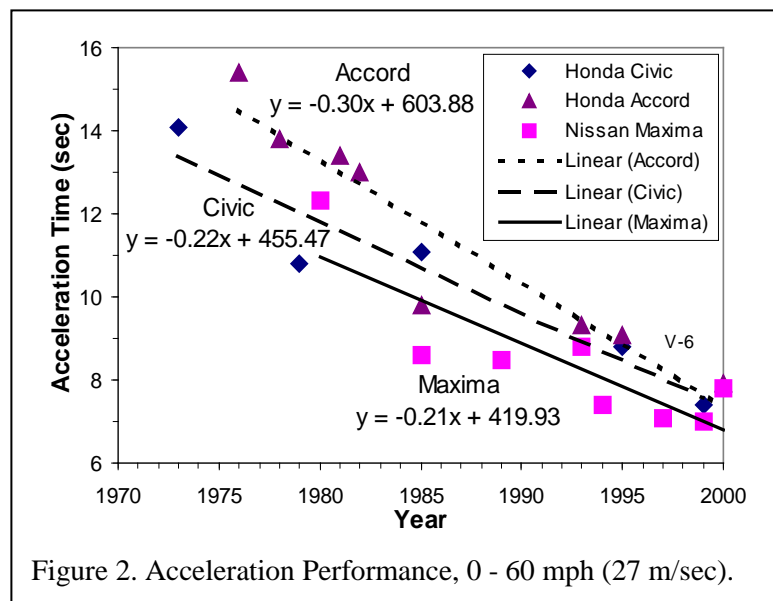 16
14
12
10
8
6
Acceleration Time (sec)
1970
1975
1980
1985
1990
1995
2000
Year
Accord
y = -0.30x + 603.88
Civic
y = -0.22x + 455.47
Maxima
y = -0.21x + 419.93
V-6
Honda Civic
Honda Accord
Nissan Maxima
Linear (Accord)
Linear (Civic)
Linear (Maxima)
Figure 2. Acceleration Performance, 0 - 60 mph (27 m/sec).